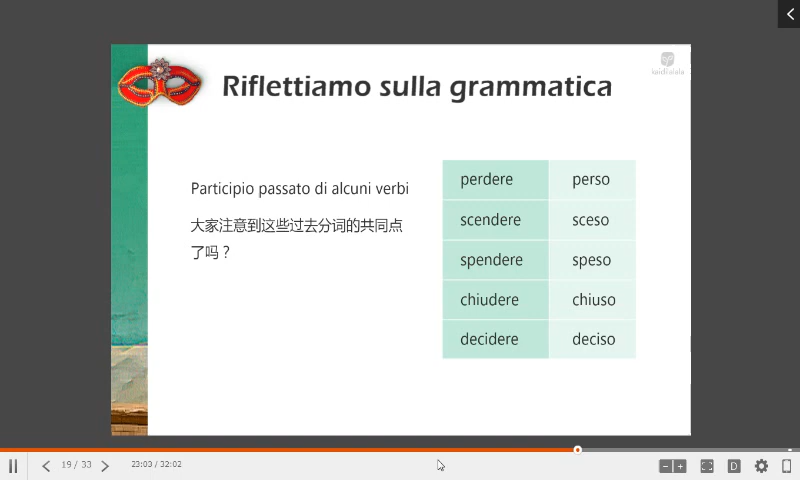 Riflettiamo sulla grammatica
Participio passato di alcuni verbi
大家注意到这些过去分词的共同点
了吗？
perdere perso
scendere sceso
spendere speso
chiudere chiuso
decidere deciso
19 / 33
23:03 / 32:02
D